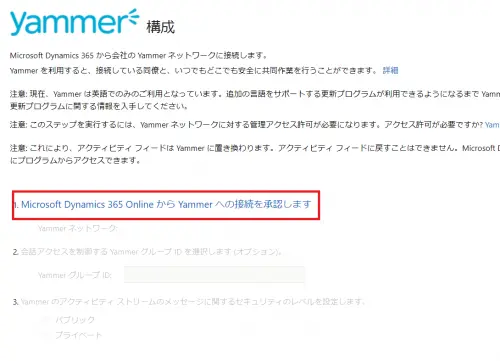 Yammer 構成
Microsoft Dynamics 365 から会社の Yammer ネットワークに接続します。
Yammer を利用すると、接続している同僚と、いつでもどこでも安全に共同作業を行うことができます。 詳細
注意: 現在、Yammer は英語でのみのご利用となっています。追加の言語をサポートする更新プログラムが利用できるようになるまで Yamm
更新プログラムに関する情報を入手してください。
注意: このステップを実行するには、Yammer ネットワークに対する管理アクセス許可が必要になります。アクセス許可が必要ですか? Yam
注意: これにより、アクティビティ フィードは Yammer に置き換わります。アクティビティ フィードに戻すことはできません。Microsoft D
にプログラムからアクセスできます。
1. Microsoft Dynamics 365 Online から Yammer への接続を承認します
Yammer ネットワーク:
2. 会話アクセスを制御する Yammer グループ ID を選択します (オプション)。
Yammer グループ ID:
3. Yammer のアクティビティ ストリームのメッセージに関するセキュリティのレベルを設定します。
パブリック
プライベート